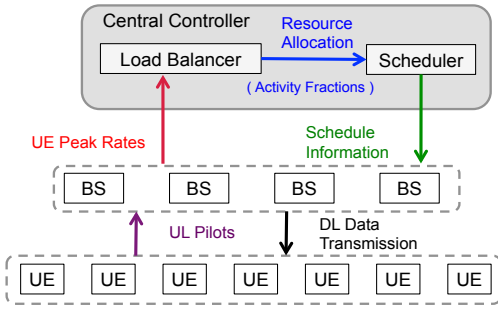 Central Controller
Resource
Allocation
Load Balancer
Scheduler
( Activity Fractions )
UE Peak Rates
Schedule
Information
BS BS BS BS
UL Pilots
DL Data
Transmission
UE UE UE UE UE UE UE